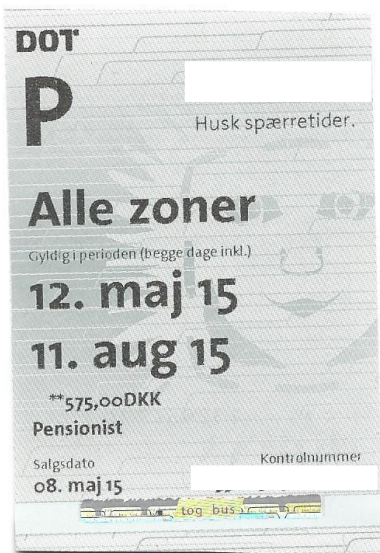 DOT
P
Husk spærretider.
Alle zoner
Gyldig i perioden (begge dage inkl.)
12. maj 15
11. aug 15
**575,00DKK
Pensionist
Salgsdato
Kontrolnummer
08. maj 15
tog bus